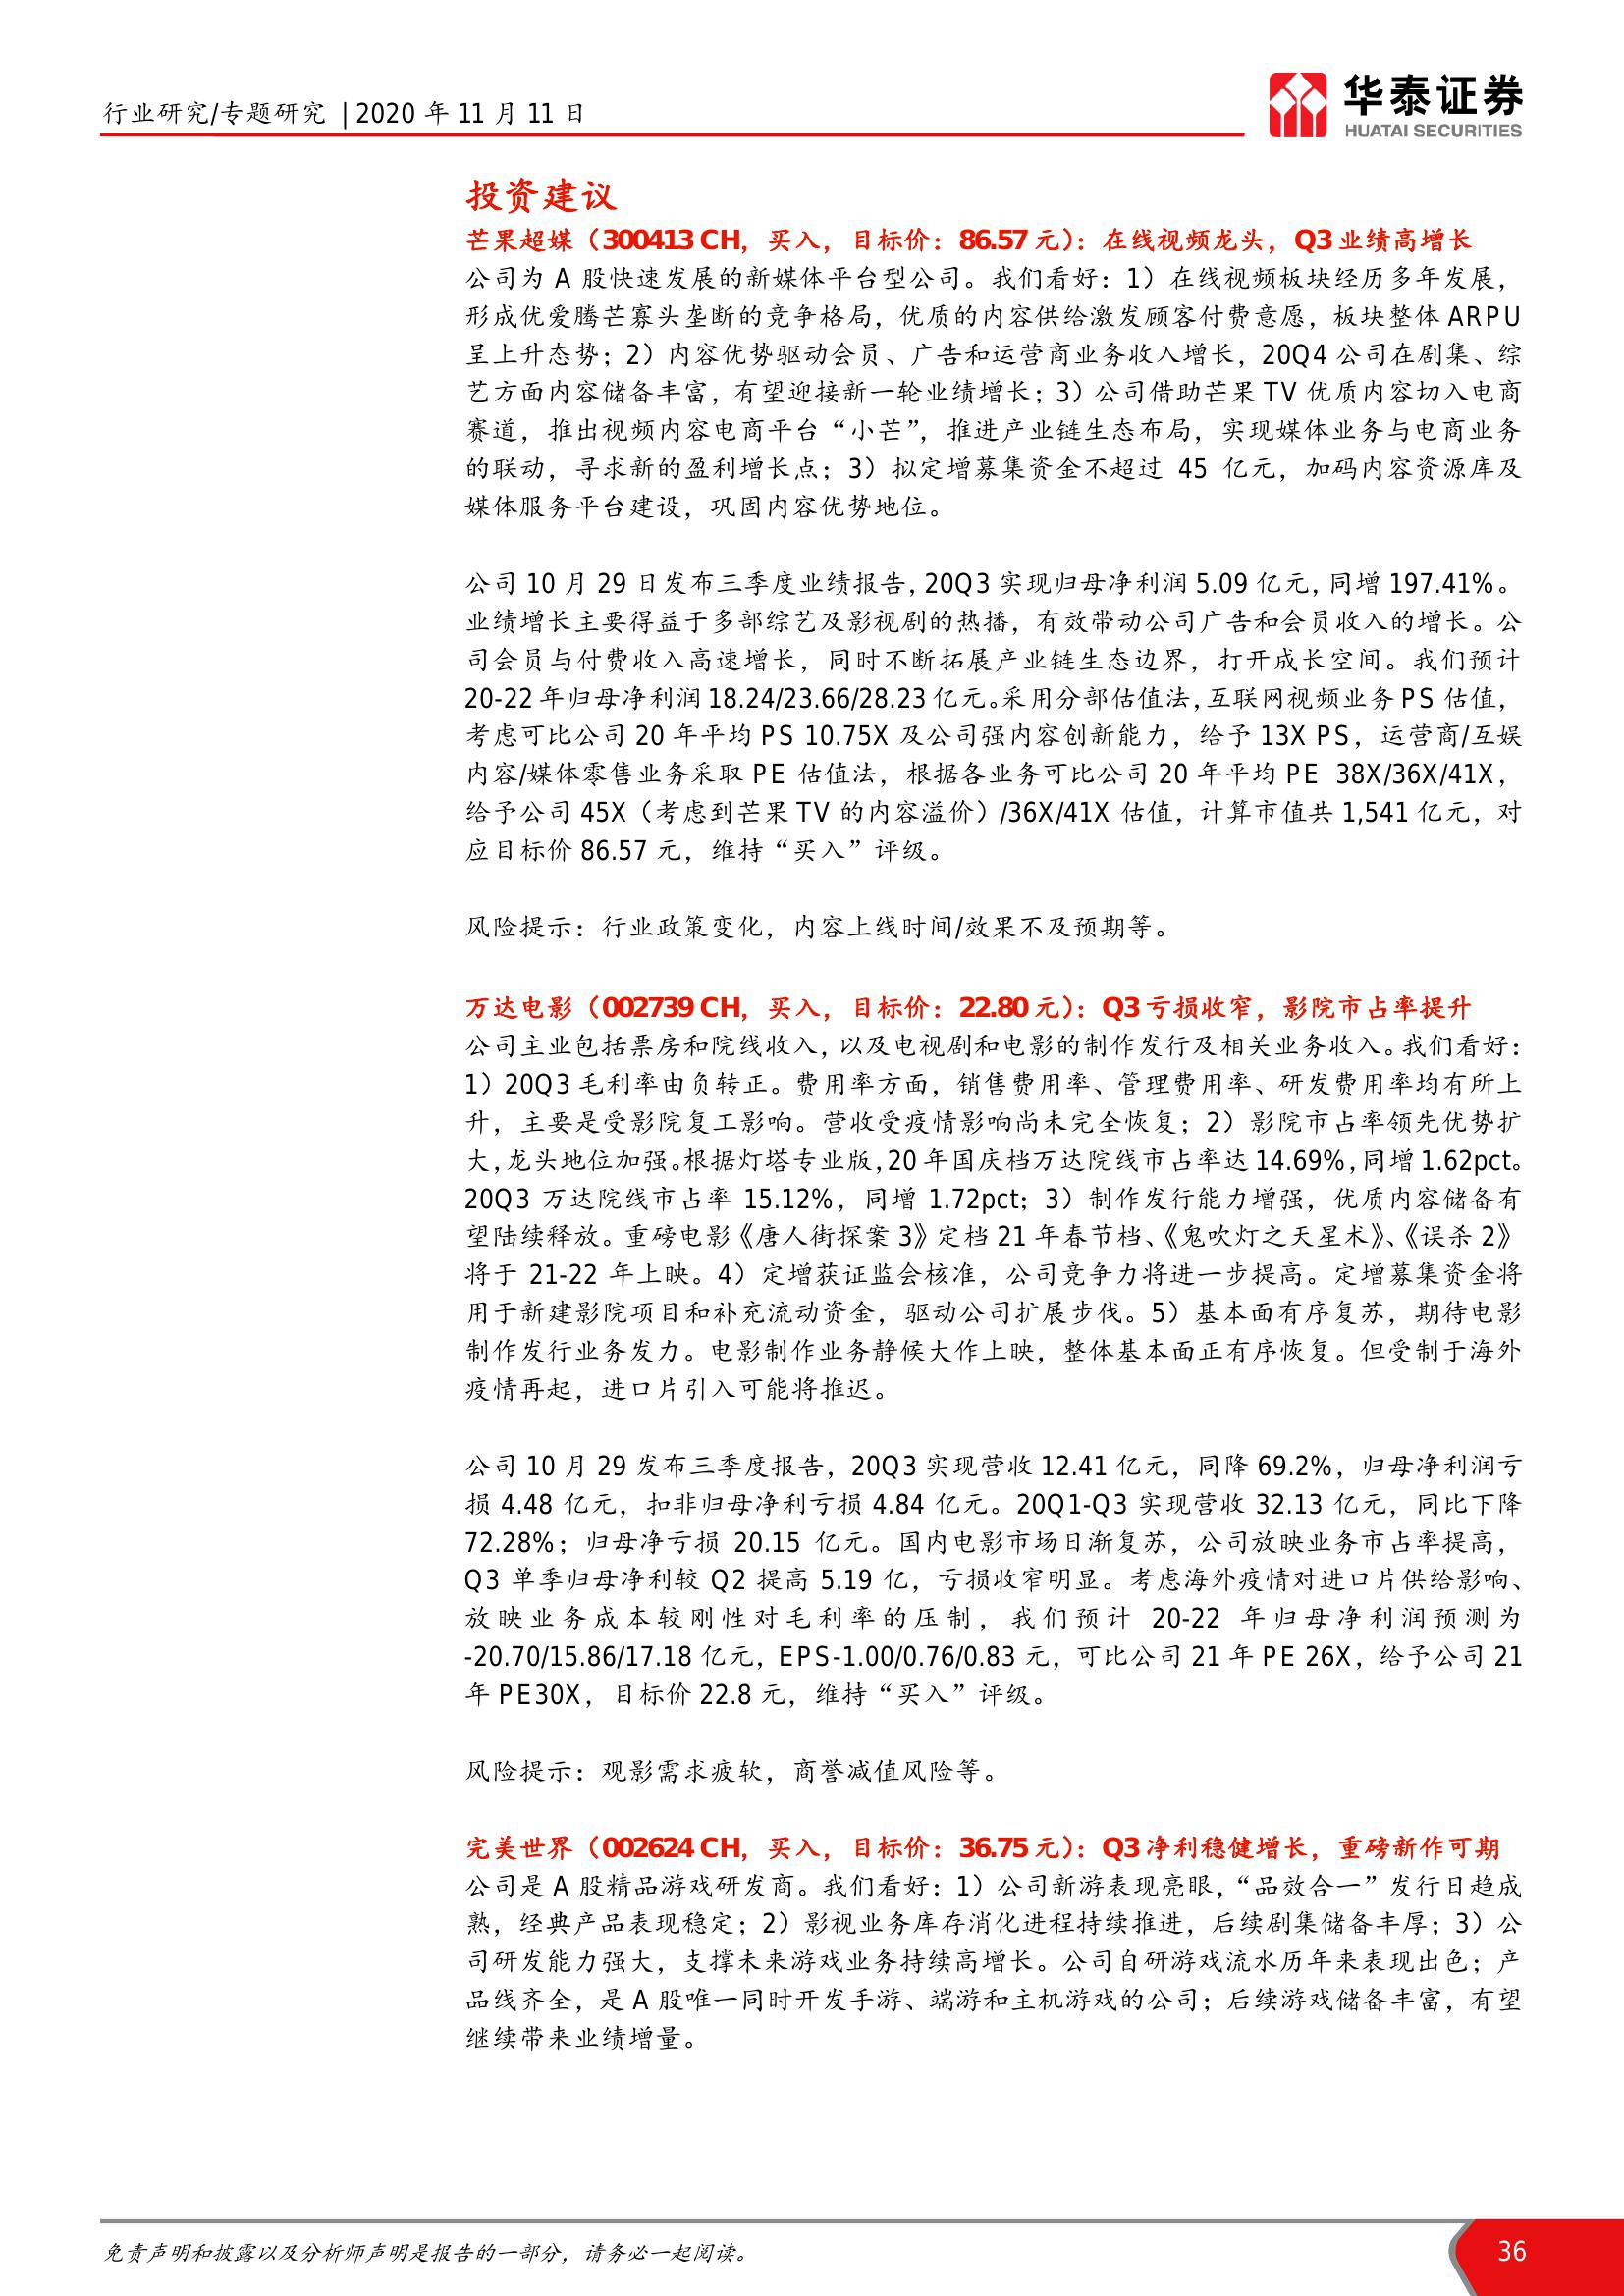 行业研究/专题研究 | 2020 年 11 月 11 日
华泰证券
HUATAI SECURITIES
投资建议
芒果超媒（300413 CH，买入，目标价：86.57 元）：在线视频龙头，Q3 业绩高增长
公司为 A 股快速发展的新媒体平台型公司。我们看好：1）在线视频板块经历多年发展，
形成优爱腾芒寡头垄断的竞争格局，优质的内容供给激发顾客付费意愿，板块整体 ARPU
呈上升态势；2）内容优势驱动会员、广告和运营商业务收入增长，20Q4 公司在剧集、综
艺方面内容储备丰富，有望迎接新一轮业绩增长；3）公司借助芒果 TV 优质内容切入电商
赛道，推出视频内容电商平台“小芒”，推进产业链生态布局，实现媒体业务与电商业务
的联动，寻求新的盈利增长点；3）拟定增募集资金不超过 45 亿元，加码内容资源库及
媒体服务平台建设，巩固内容优势地位。
公司 10 月 29 日发布三季度业绩报告，20Q3 实现归母净利润 5.09 亿元，同增 197.41%。
业绩增长主要得益于多部综艺及影视剧的热播，有效带动公司广告和会员收入的增长。公
司会员与付费收入高速增长，同时不断拓展产业链生态边界，打开成长空间。我们预计
20-22 年归母净利润 18.24/23.66/28.23 亿元。采用分部估值法，互联网视频业务 PS 估值，
考虑可比公司 20 年平均 PS 10.75X 及公司强内容创新能力，给予 13X PS，运营商/互娱
内容/媒体零售业务采取 PE 估值法，根据各业务可比公司 20 年平均 PE 38X/36X/41X，
给予公司 45X（考虑到芒果 TV 的内容溢价）/36X/41X 估值，计算市值共 1,541 亿元，对
应目标价 86.57 元，维持“买入”评级。
风险提示：行业政策变化，内容上线时间/效果不及预期等。
万达电影（002739 CH，买入，目标价：22.80 元）：Q3 亏损收窄，影院市占率提升
公司主业包括票房和院线收入，以及电视剧和电影的制作发行及相关业务收入。我们看好：
1）20Q3 毛利率由负转正。费用率方面，销售费用率、管理费用率、研发费用率均有所上
升，主要是受影院复工影响。营收受疫情影响尚未完全恢复；2）影院市占率领先优势扩
大，龙头地位加强。根据灯塔专业版，20 年国庆档万达院线市占率达 14.69%，同增 1.62pct。
20Q3 万达院线市占率 15.12%，同增 1.72pct；3）制作发行能力增强，优质内容储备有
望陆续释放。重磅电影《唐人街探案 3》定档 21 年春节档、《鬼吹灯之天星术》、《误杀 2》
将于 21-22 年上映。4）定增获证监会核准，公司竞争力将进一步提高。定增募集资金将
用于新建影院项目和补充流动资金，驱动公司扩展步伐。5）基本面有序复苏，期待电影
制作发行业务发力。电影制作业务静候大作上映，整体基本面正有序恢复。但受制于海外
疫情再起，进口片引入可能将推迟。
公司 10 月 29 发布三季度报告，20Q3 实现营收 12.41 亿元，同降 69.2%，归母净利润亏
损 4.48 亿元，扣非归母净利亏损 4.84 亿元。20Q1-Q3 实现营收 32.13 亿元，同比下降
72.28%；归母净亏损 20.15 亿元。国内电影市场日渐复苏，公司放映业务市占率提高，
Q3 单季归母净利较 Q2 提高 5.19 亿，亏损收窄明显。考虑海外疫情对进口片供给影响、
放映业务成本较刚性对毛利率的压制，我们预计 20-22 年归母净利润预测为
-20.70/15.86/17.18 亿元，EPS-1.00/0.76/0.83 元，可比公司 21 年 PE 26X，给予公司 21
年 PE30X，目标价 22.8 元，维持“买入”评级。
风险提示：观影需求疲软，商誉减值风险等。
完美世界（002624 CH，买入，目标价：36.75 元）：Q3 净利稳健增长，重磅新作可期
公司是 A 股精品游戏研发商。我们看好：1）公司新游表现亮眼，“品效合一”发行日趋成
熟，经典产品表现稳定；2）影视业务库存消化进程持续推进，后续剧集储备丰厚；3）公
司研发能力强大，支撑未来游戏业务持续高增长。公司自研游戏流水历年来表现出色；产
品线齐全，是 A 股唯一同时开发手游、端游和主机游戏的公司；后续游戏储备丰富，有望
继续带来业绩增量。
免责声明和披露以及分析师声明是报告的一部分，请务必一起阅读。
36